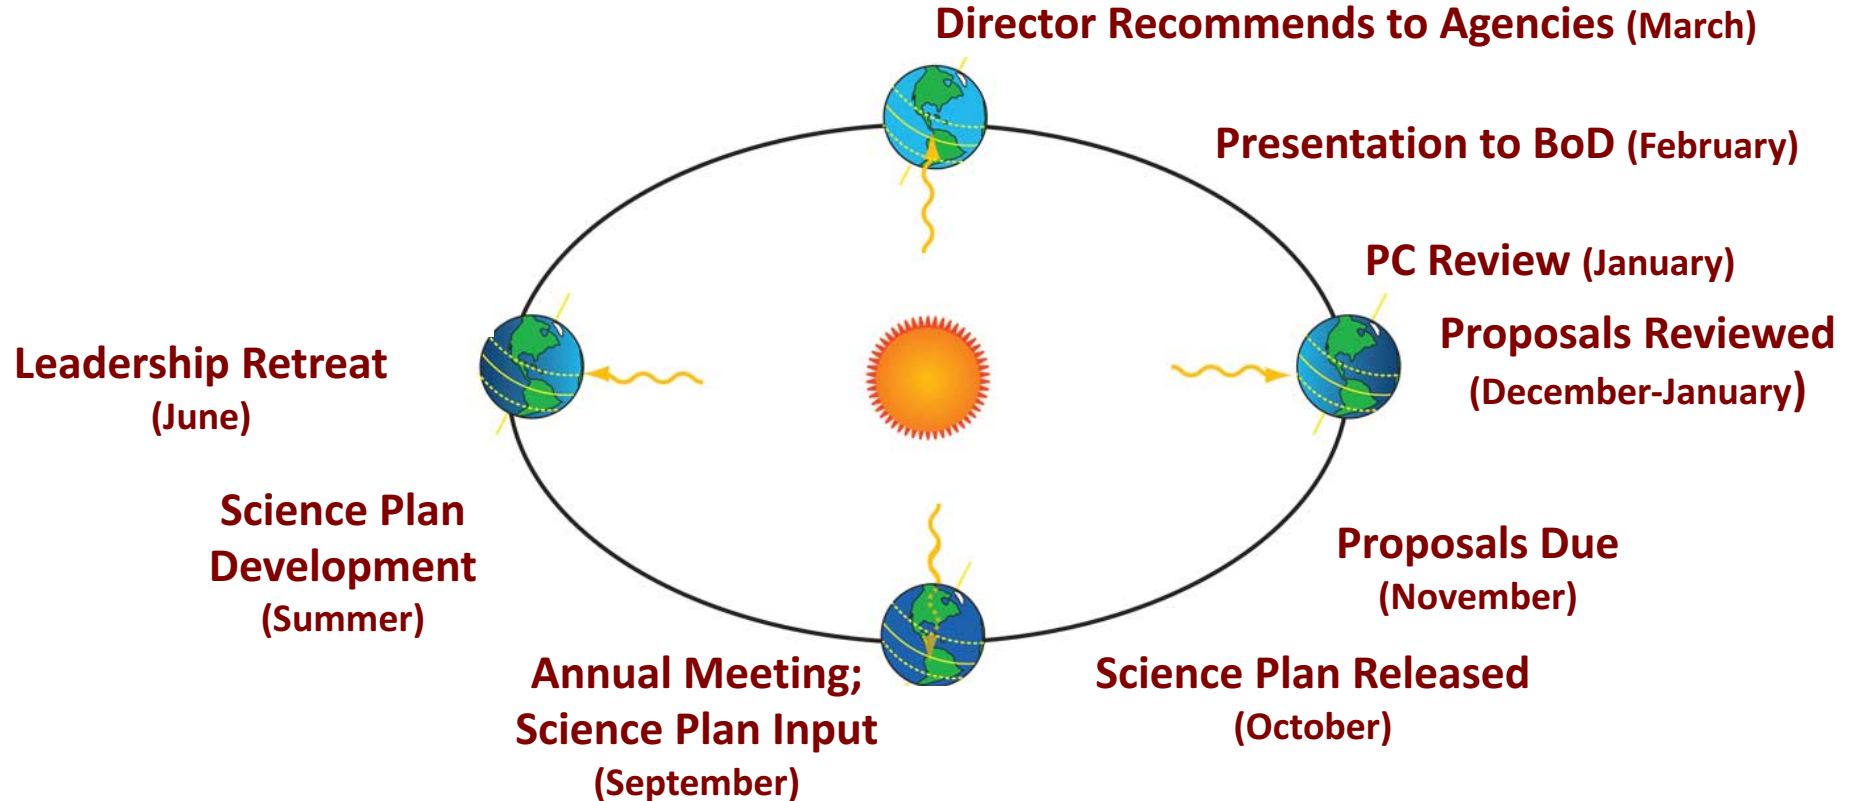 Director Recommends to Agencies (March)
Presentation to BoD (February)
PC Review (January)
Proposals Reviewed
(December-January)
Leadership Retreat
(June)
Science Plan
Development
(Summer)
Proposals Due
(November)
Annual Meeting;
Science Plan Input
(September)
Science Plan Released
(October)